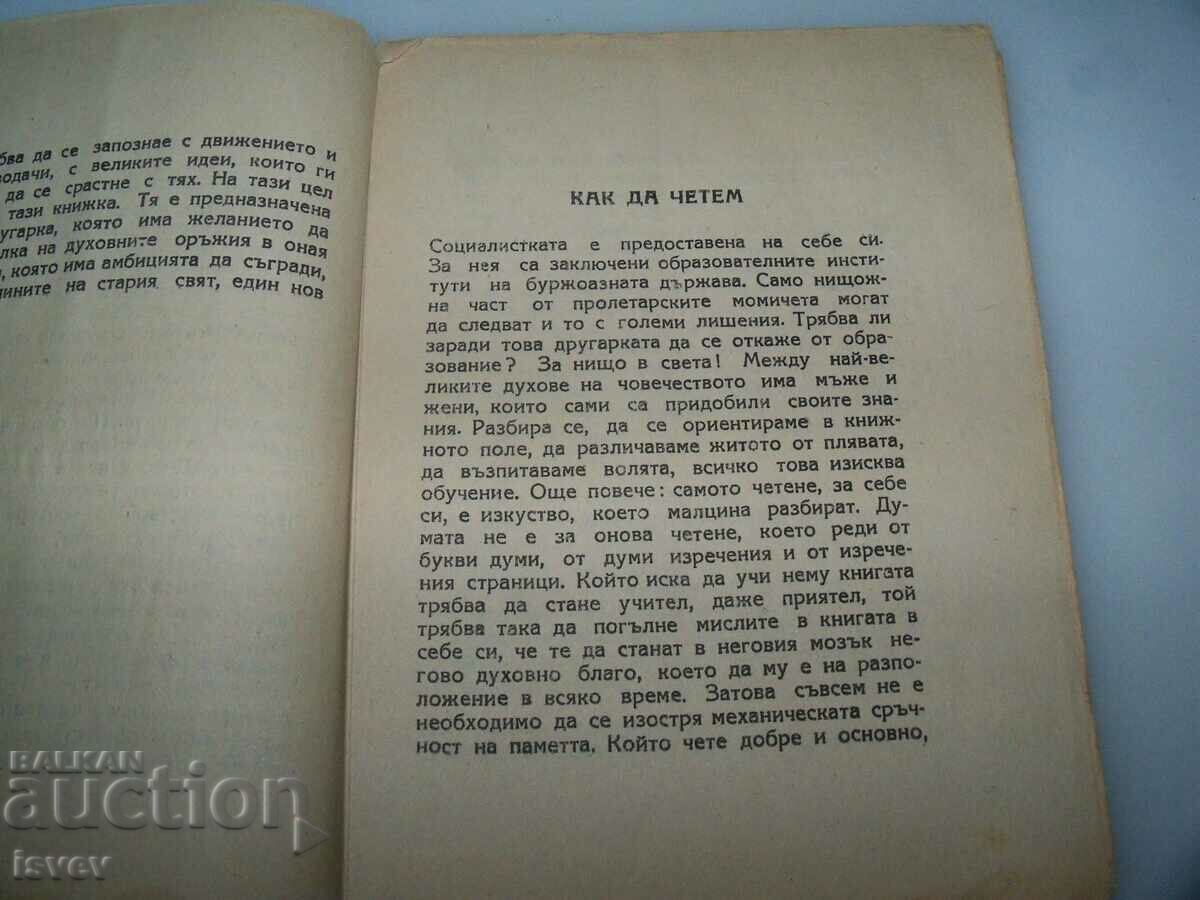 ва да се запознае с движението и
водачи, с великите идеи, които ги
да се срастне с тях. На тази цел
тази книжка. Тя е предназначена
угарка, която има желанието да
лка на духовните оръжия в оная
, която има амбицията да съгради,
ините на стария свят, един нов
КАК ДА ЧЕТЕМ
Социалистката е предоставена на себе си.
За нея са заключени образователните инсти-
тути на буржоазната държава. Само нищож-
на част от пролетарските момичета могат
да следват и то с големи лишения. Трябва ли
заради това другарката да се откаже от обра-
зование? За нищо в света! Между най-ве-
ликите духове на човечеството има мъже и
жени, които сами са придобили своите зна-
ния. Разбира се, да се ориентираме в книж-
ното поле, да различаваме житото от плявата,
да възпитаваме волята, всичко това изисква
обучение. Още повече: самото четене, за себе
си, е изкуство, което малцина разбират. Ду-
мата не е за онова четене, което реди от
букви думи, от думи изречения и от изрече-
ния страници. Който иска да учи нему книгата
трябва да стане учител, даже приятел, той
трябва така да погълне мислите в книгата в
себе си, че те да станат в неговия мозък не-
гово духовно благо, което да му е на разпо-
ложение в всяко време. Затова съвсем не е
необходимо да се изостря механическата сръч-
ност на паметта. Който чете добре и основно,
BALKAN
auction
isvev